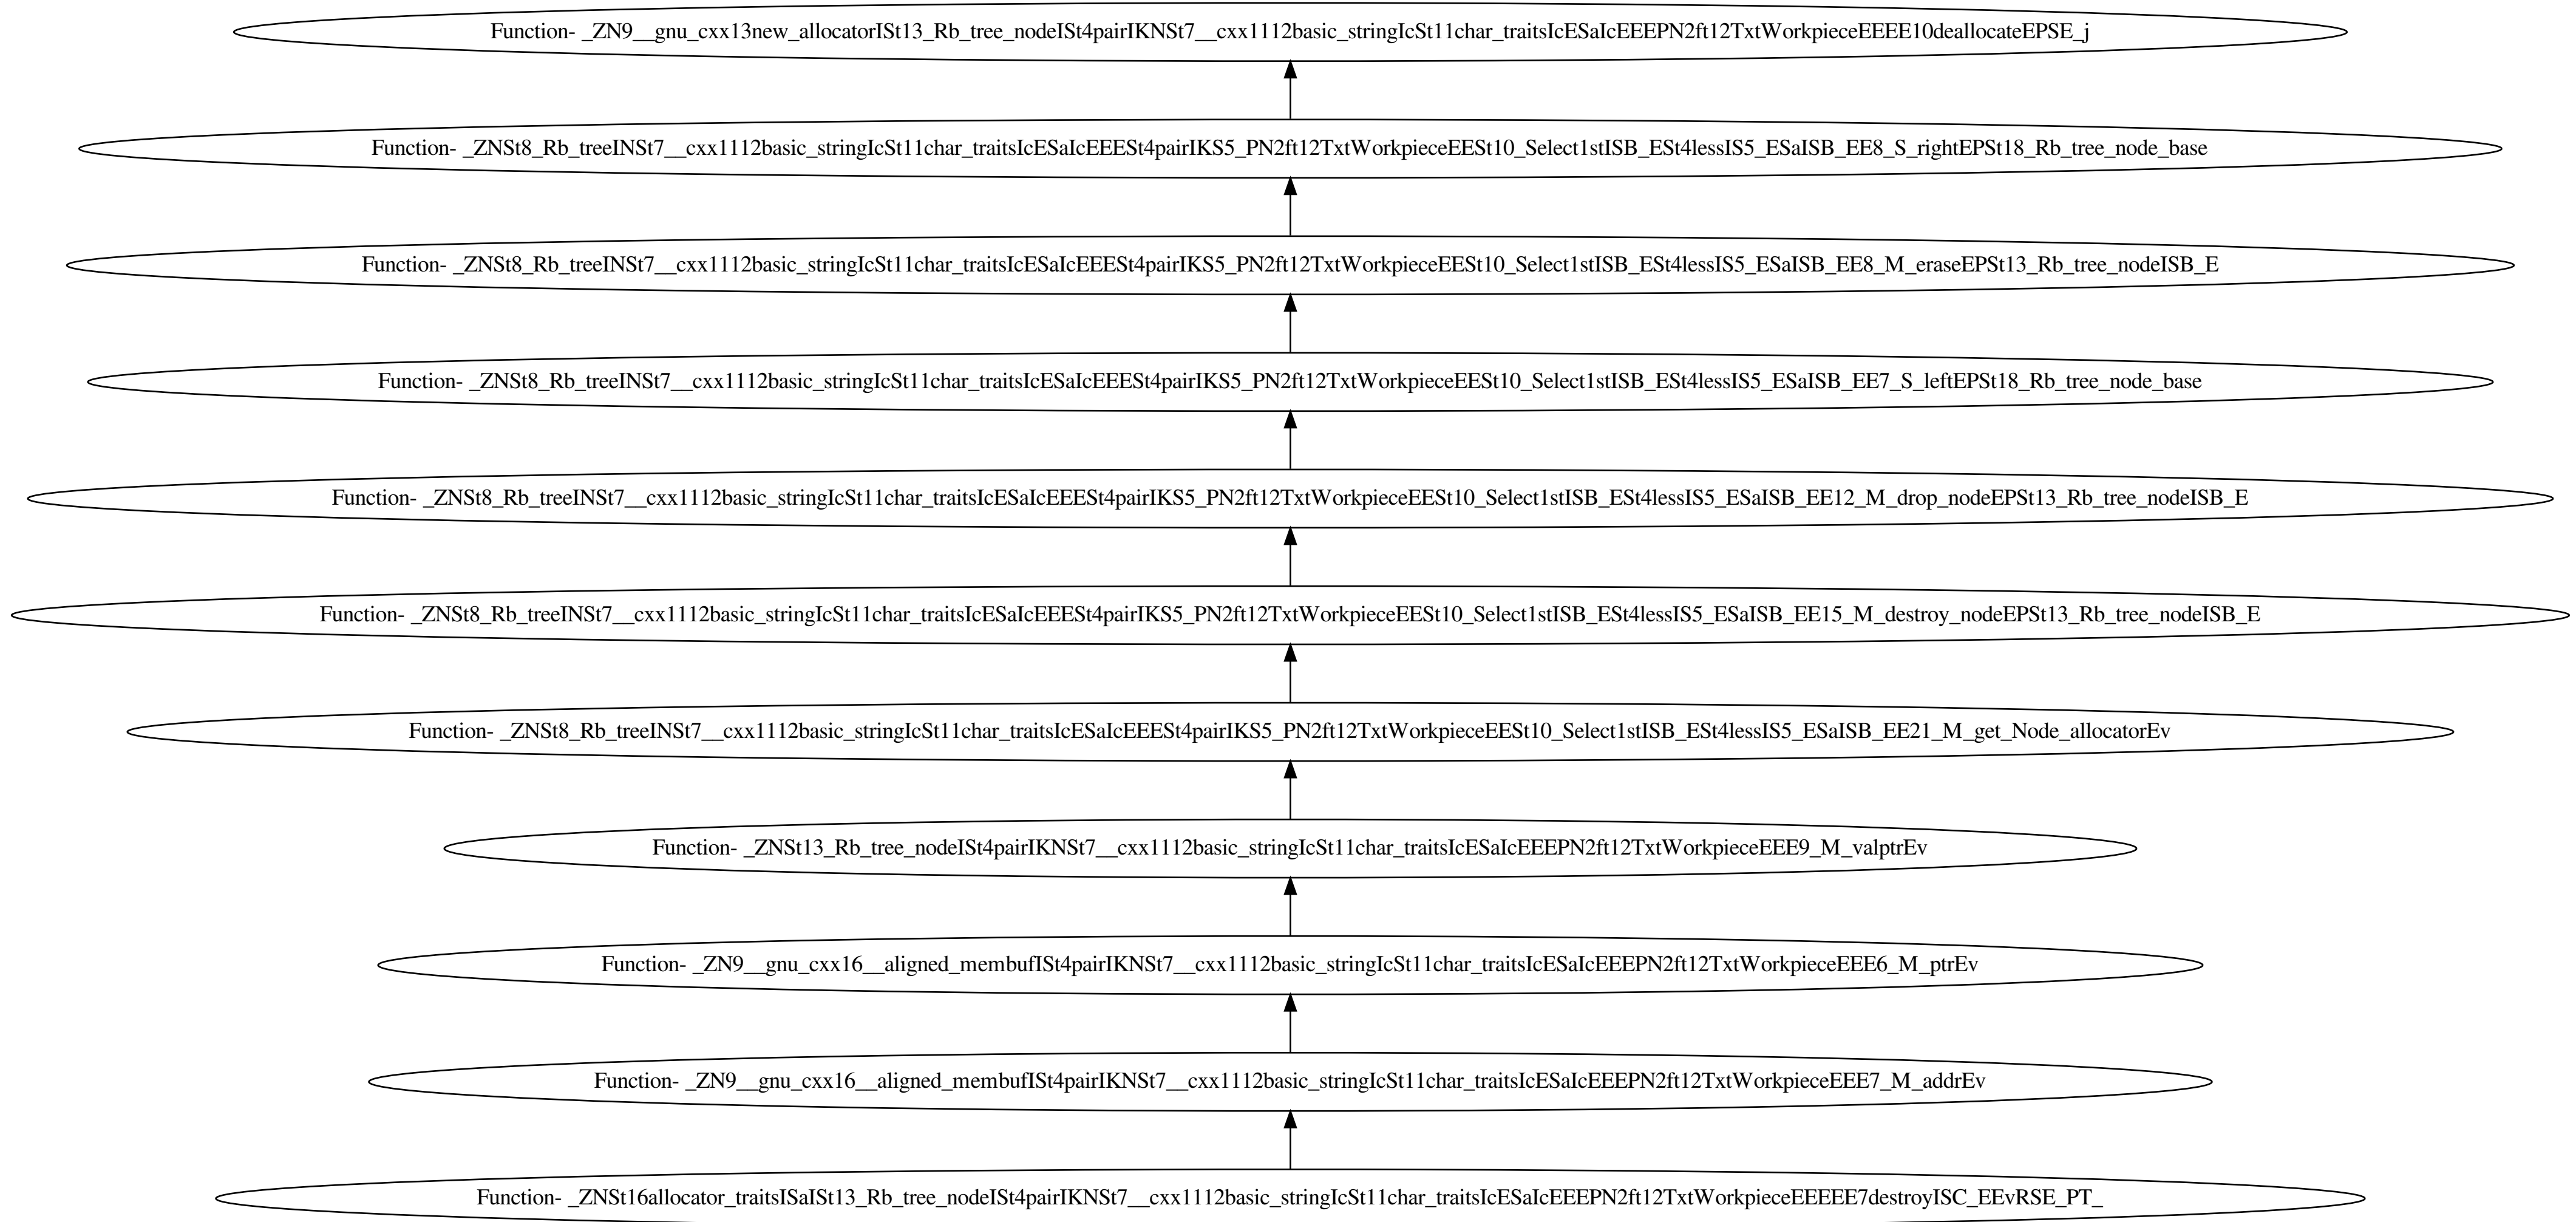 Function- _ZN9__gnu_cxx13new_allocatorISt13_Rb_tree_nodeISt4pairIKNSt7__cxx1112basic_stringIcSt11char_traitsIcESaIcEEEPN2ft12TxtWorkpieceEEEE10deallocateEPSE_j
Function- _ZNSt8_Rb_treeINSt7__cxx1112basic_stringIcSt11char_traitsIcESaIcEEESt4pairIKS5_PN2ft12TxtWorkpieceEESt10_Select1stISB_ESt4lessIS5_ESaISB_EE8_S_rightEPSt18_Rb_tree_node_base
Function- _ZNSt8_Rb_treeINSt7__cxx1112basic_stringIcSt11char_traitsIcESaIcEEESt4pairIKS5_PN2ft12TxtWorkpieceEESt10_Select1stISB_ESt4lessIS5_ESaISB_EE8_M_eraseEPSt13_Rb_tree_nodeISB_E
Function- _ZNSt8_Rb_treeINSt7__cxx1112basic_stringIcSt11char_traitsIcESaIcEEESt4pairIKS5_PN2ft12TxtWorkpieceEESt10_Select1stISB_ESt4lessIS5_ESaISB_EE7_S_leftEPSt18_Rb_tree_node_base
Function- _ZNSt8_Rb_treeINSt7__cxx1112basic_stringIcSt11char_traitsIcESaIcEEESt4pairIKS5_PN2ft12TxtWorkpieceEESt10_Select1stISB_ESt4lessIS5_ESaISB_EE12_M_drop_nodeEPSt13_Rb_tree_nodeISB_E
Function- _ZNSt8_Rb_treeINSt7__cxx1112basic_stringIcSt11char_traitsIcESaIcEEESt4pairIKS5_PN2ft12TxtWorkpieceEESt10_Select1stISB_ESt4lessIS5_ESaISB_EE15_M_destroy_nodeEPSt13_Rb_tree_nodeISB_E
Function- _ZNSt8_Rb_treeINSt7__cxx1112basic_stringIcSt11char_traitsIcESaIcEEESt4pairIKS5_PN2ft12TxtWorkpieceEESt10_Select1stISB_ESt4lessIS5_ESaISB_EE21_M_get_Node_allocatorEv
Function- _ZNSt13_Rb_tree_nodeISt4pairIKNSt7__cxx1112basic_stringIcSt11char_traitsIcESaIcEEEPN2ft12TxtWorkpieceEEE9_M_valptrEv
Function- _ZN9__gnu_cxx16__aligned_membufISt4pairIKNSt7__cxx1112basic_stringIcSt11char_traitsIcESaIcEEEPN2ft12TxtWorkpieceEEE6_M_ptrEv
Function- _ZN9__gnu_cxx16__aligned_membufISt4pairIKNSt7__cxx1112basic_stringIcSt11char_traitsIcESaIcEEEPN2ft12TxtWorkpieceEEE7_M_addrEv
Function- _ZNSt16allocator_traitsISaISt13_Rb_tree_nodeISt4pairIKNSt7__cxx1112basic_stringIcSt11char_traitsIcESaIcEEEPN2ft12TxtWorkpieceEEEEE7destroyISC_EEvRSE_PT_